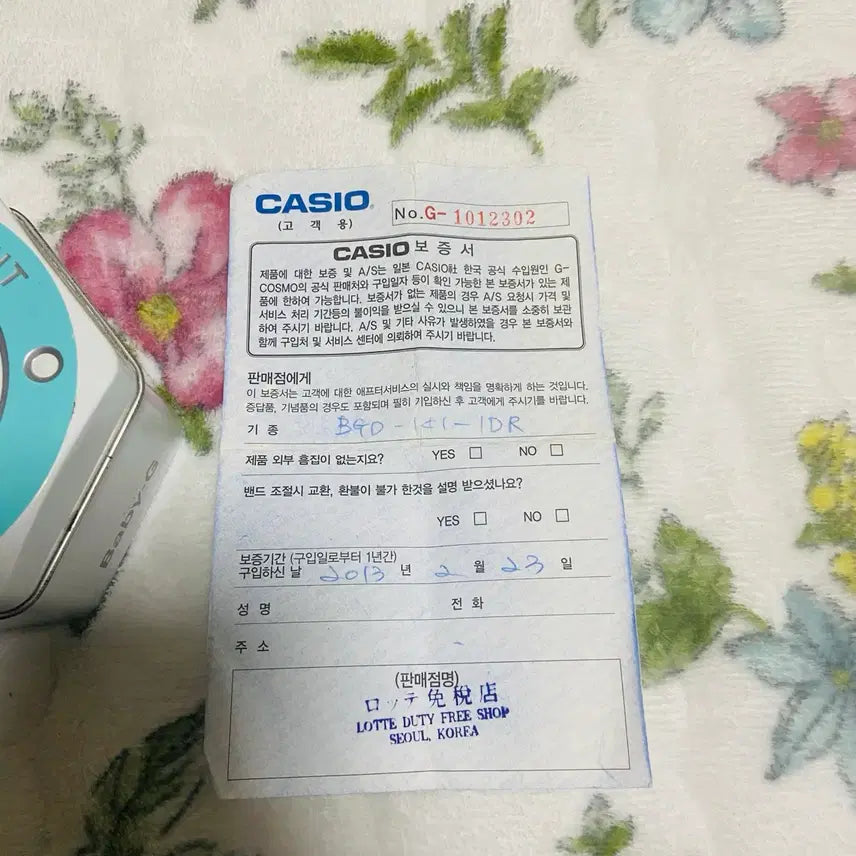 CASIO
(고 객 용)
No.G-1012302
CASIO 보 증 서
제품에 대한 보증 및 A/S는 일본 CASIO社 한국 공식 수입원인 G-
COSMO의 공식 판매처와 구입일자 등이 확인 가능한 본 보증서가 있는 제
품에 한하여 가능합니다. 보증서가 없는 제품의 경우 A/S 요청시 가격 및
서비스 처리 기간등의 불이익을 받으실 수 있으니 본 보증서를 소중히 보관
하여 주시기 바랍니다. A/S 및 기타 사유가 발생하였을 경우 본 보증서와
함께 구입처 및 서비스 센터에 의뢰하여 주시기 바랍니다.
판매점에게
이 보증서는 고객에 대한 애프터서비스의 실시와 책임을 명확하게 하는 것입니다.
증답품, 기념품의 경우도 포함되며 필히 기입하신 후 고객에게 주시기를 바랍니다.
기 종 BGD-141-1DR
제품 외부 흠집이 없는지요? YES □ NO □
밴드 조절시 교환, 환불이 불가 한것을 설명 받으셨나요?
YES □ NO □
보증기간 (구입일로부터 1년간)
구입하신 날 2013 년 2 월 23 일
성 명 전 화
주 소
(판매점명)
ロッテ免税店
LOTTE DUTY FREE SHOP
SEOUL, KOREA
Baby-G